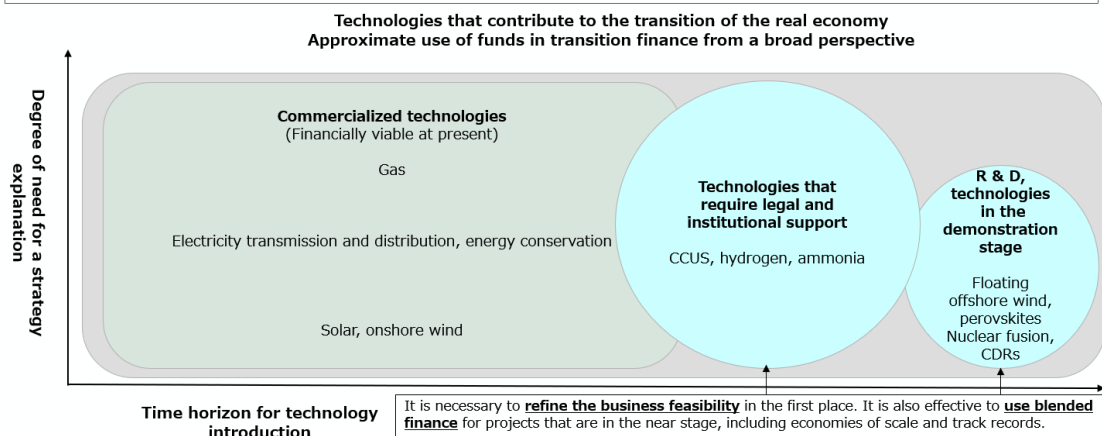 Technologies that contribute to the transition of the real economy
Approximate use of funds in transition finance from a broad perspective
Degree of need for a strategy
explanation
Commercialized technologies
(Financially viable at present)
Gas
Electricity transmission and distribution, energy conservation
Solar, onshore wind
Technologies that
require legal and
institutional support
CCUS, hydrogen, ammonia
R & D,
technologies
in the
demonstration
stage
Floating
offshore wind,
perovskites
Nuclear fusion,
CDRs
Time horizon for technology
introduction
It is necessary to refine the business feasibility in the first place. It is also effective to use blended
finance for projects that are in the near stage, including economies of scale and track records.